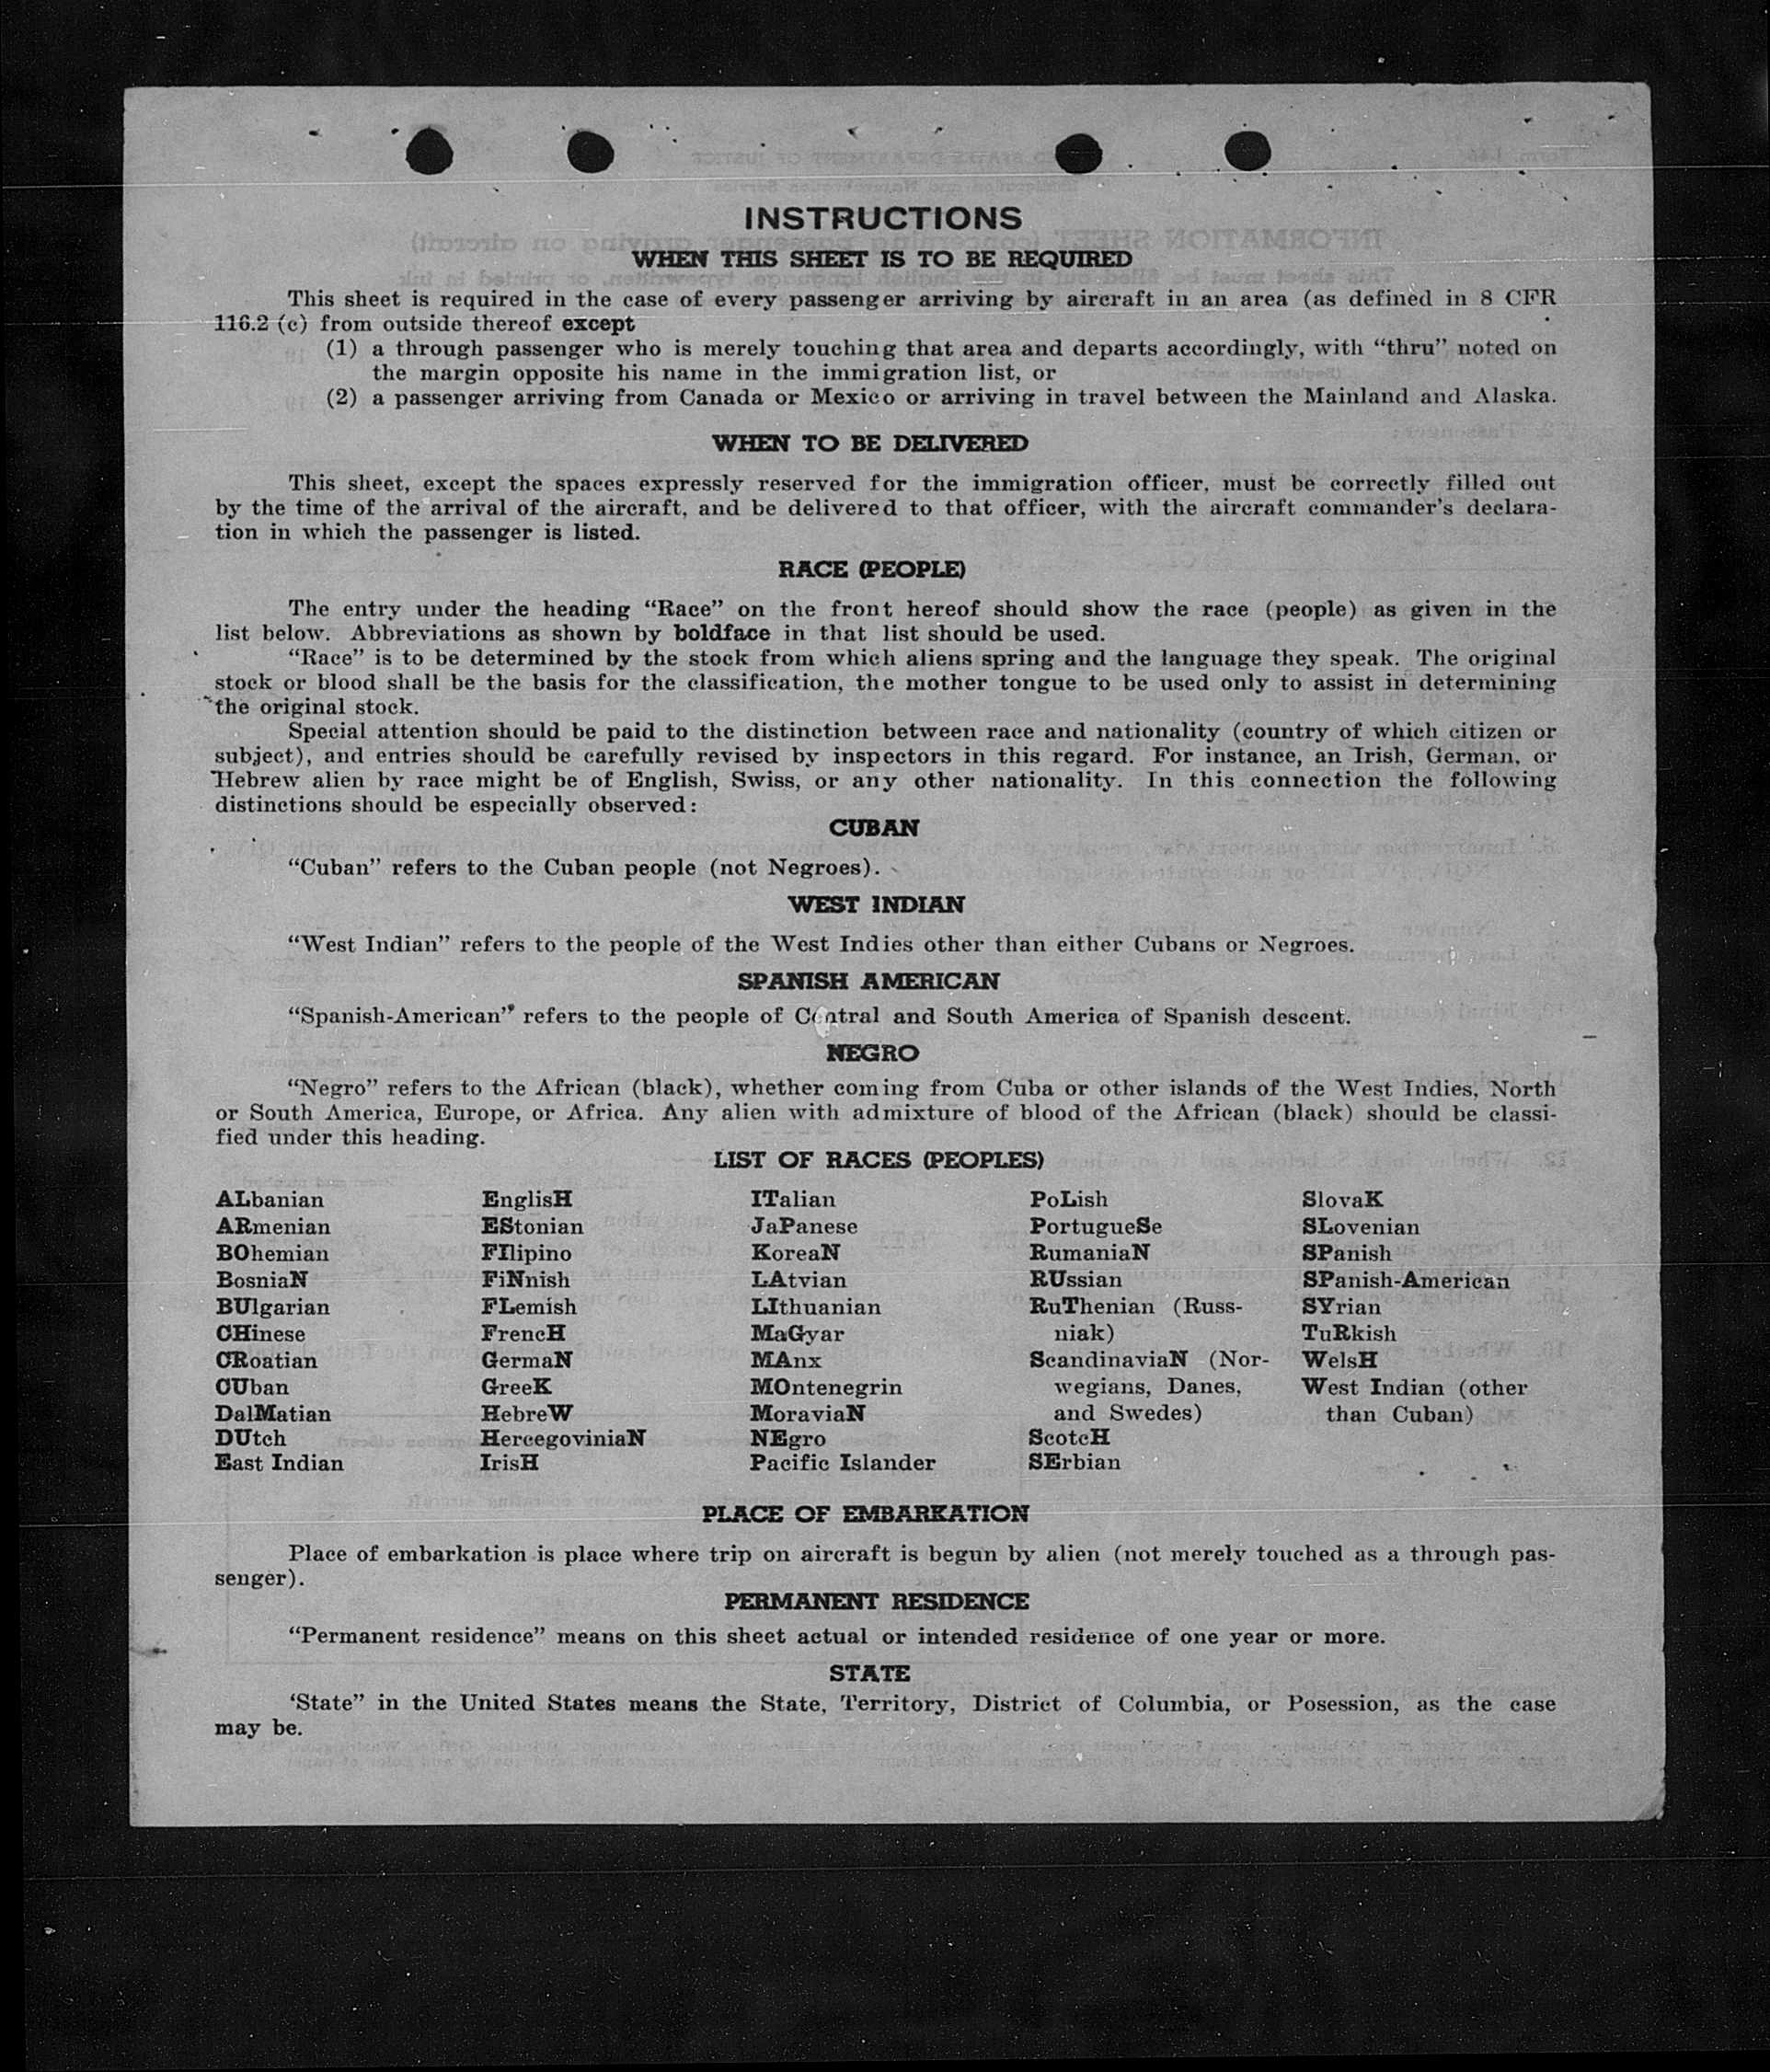 INSTRUCTIONS
WHEN THIS SHEET IS TO BE REQUIRED
This sheet is required in the case of every passenger arriving by aircraft in an area (as defined in 8 CFR
116.2 (c) from outside thereof except
(1) a through passenger who is merely touching that area and departs accordingly, with “thru” noted on
the margin opposite his name in the immigration list, or
(2) a passenger arriving from Canada or Mexico or arriving in travel between the Mainland and Alaska.
WHEN TO BE DELIVERED
This sheet, except the spaces expressly reserved for the immigration officer, must be correctly filled out
by the time of the arrival of the aircraft, and be delivered to that officer, with the aircraft commander’s declara-
tion in which the passenger is listed.
RACE (PEOPLE)
The entry under the heading “Race” on the front hereof should show the race (people) as given in the
list below. Abbreviations as shown by boldface in that list should be used.
“Race” is to be determined by the stock from which aliens spring and the language they speak. The original
stock or blood shall be the basis for the classification, the mother tongue to be used only to assist in determining
the original stock.
Special attention should be paid to the distinction between race and nationality (country of which citizen or
subject), and entries should be carefully revised by inspectors in this regard. For instance, an Irish, German, or
Hebrew alien by race might be of English, Swiss, or any other nationality. In this connection the following
distinctions should be especially observed:
CUBAN
“Cuban” refers to the Cuban people (not Negroes).
WEST INDIAN
“West Indian” refers to the people of the West Indies other than either Cubans or Negroes.
SPANISH AMERICAN
“Spanish-American” refers to the people of Central and South America of Spanish descent.
NEGRO
“Negro” refers to the African (black), whether coming from Cuba or other islands of the West Indies, North
or South America, Europe, or Africa. Any alien with admixture of blood of the African (black) should be classi-
fied under this heading.
LIST OF RACES (PEOPLES)
ALbanian
ARmenian
BOhemian
BosniaN
BUlgarian
CHinese
CRoatian
CUban
DalMatian
DUtch
East Indian
EnglisH
EStonian
FIlipino
FiNnish
FLemish
FrencH
GermaN
GreeK
HebreW
HercegoviniaN
IrisH
ITalian
JaPanese
KoreaN
LAtvian
LIthuanian
MaGyar
MAnx
MOntenegrin
MoraviaN
NEgro
Pacific Islander
PoLish
PortugueSe
RumaniaN
RUssian
RuThenian (Russ-
niak)
ScandinaviaN (Nor-
wegians, Danes,
and Swedes)
ScotcH
SErbian
SlovaK
SLovenian
SPanish
SPanish-American
SYrian
TuRkish
WelsH
West Indian (other
than Cuban)
PLACE OF EMBARKATION
Place of embarkation is place where trip on aircraft is begun by alien (not merely touched as a through pas-
senger).
PERMANENT RESIDENCE
“Permanent residence” means on this sheet actual or intended residence of one year or more.
STATE
‘State” in the United States means the State, Territory, District of Columbia, or Posession, as the case
may be.